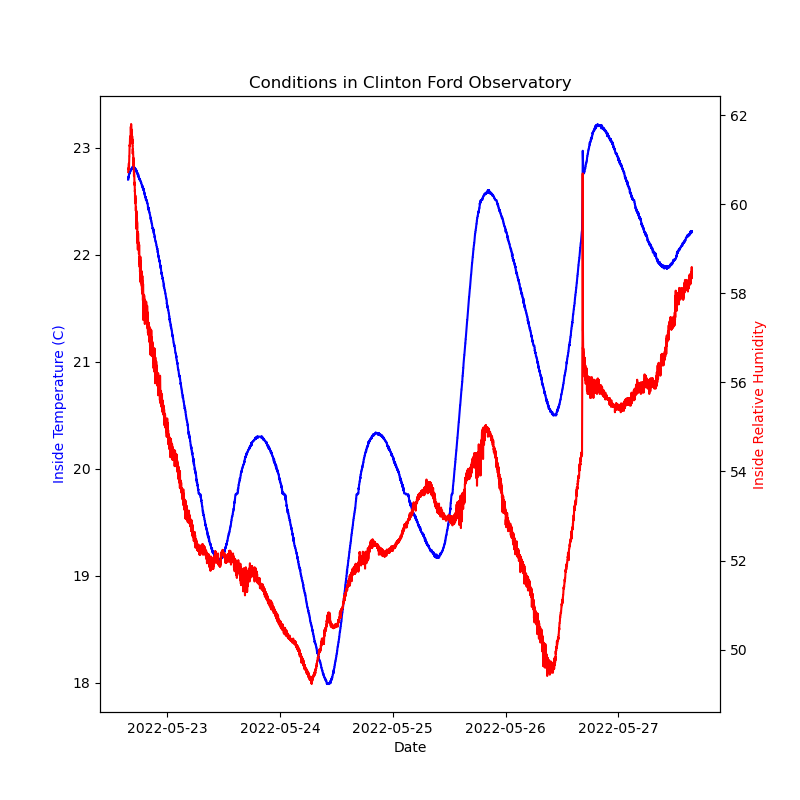 Conditions in Clinton Ford Observatory
Inside Temperature (C)
23
22
21
20
19
18
62
60
58
56
54
52
50
Inside Relative Humidity
2022-05-23 2022-05-24 2022-05-25 2022-05-26 2022-05-27
Date